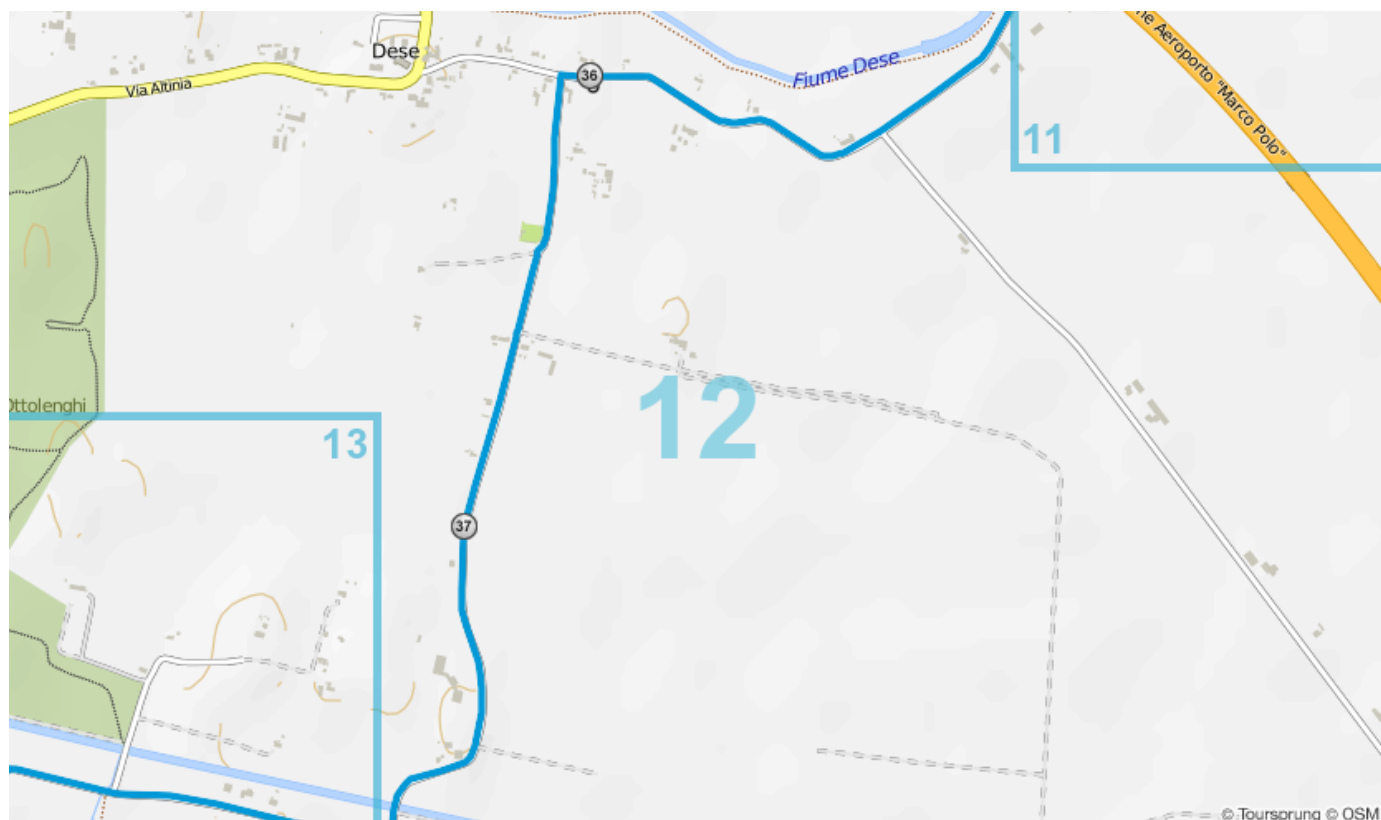 Dese
36
Fiume Dese
ne Aeroporto "Marco Polo"
Via Altinia
11
12
Ottolenghi
13
37
© Toursprung © OSM